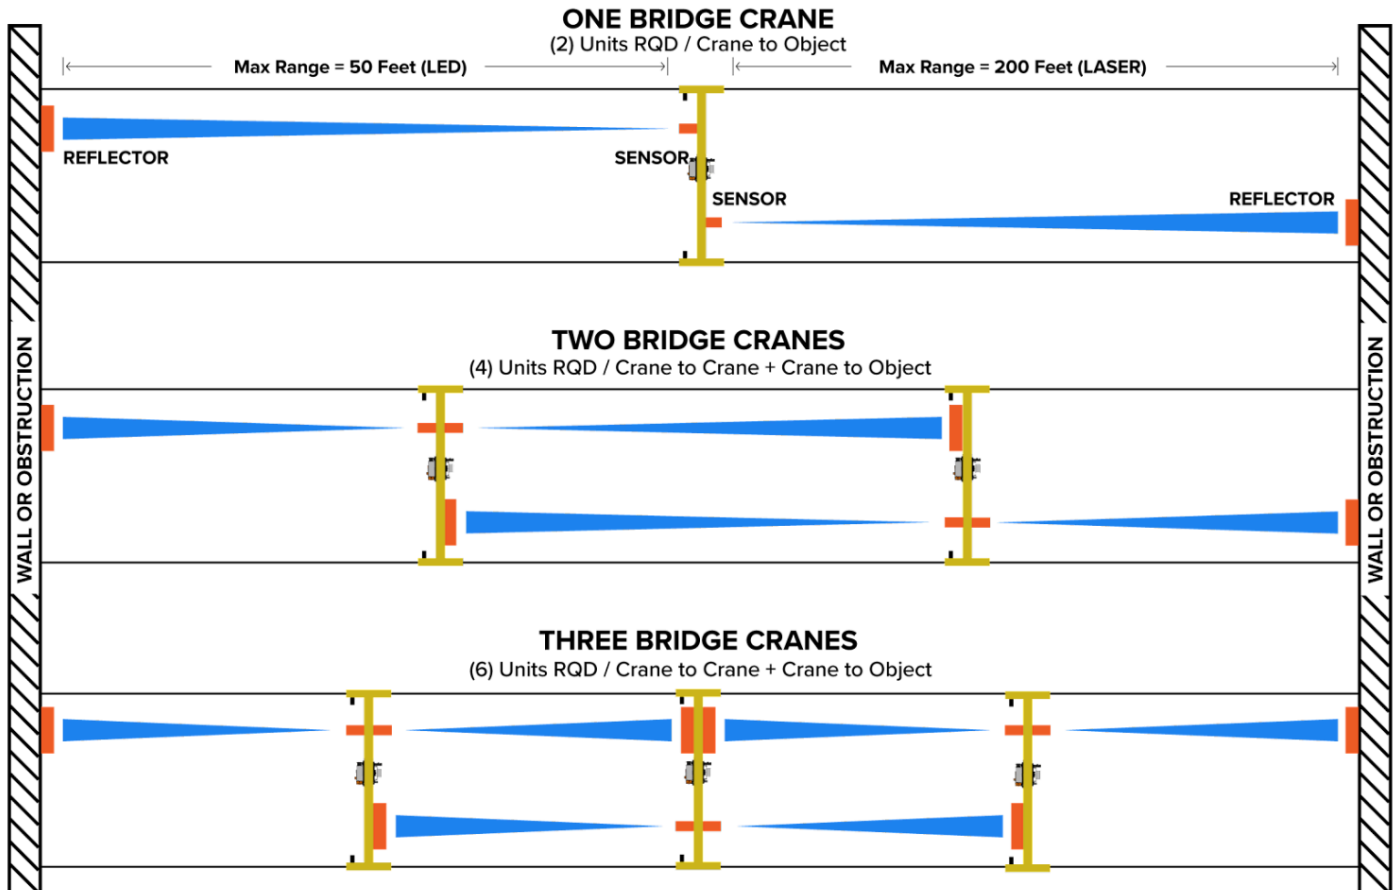 ONE BRIDGE CRANE
(2) Units RQD / Crane to Object
Max Range = 50 Feet (LED)
Max Range = 200 Feet (LASER)
REFLECTOR
SENSOR
SENSOR
REFLECTOR
WALL OR OBSTRUCTION
WALL OR OBSTRUCTION
TWO BRIDGE CRANES
(4) Units RQD / Crane to Crane + Crane to Object
THREE BRIDGE CRANES
(6) Units RQD / Crane to Crane + Crane to Object